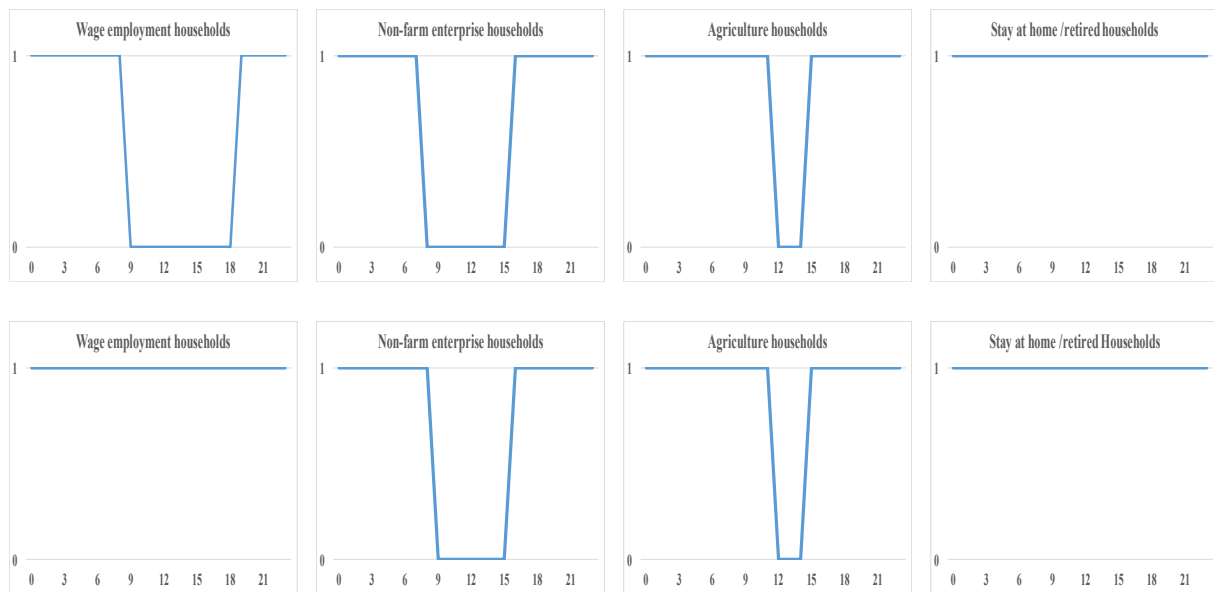 Wage employment households
1
0
0 3 6 9 12 15 18 21
Non-farm enterprise households
1
0
0 3 6 9 12 15 18 21
Agriculture households
1
0
0 3 6 9 12 15 18 21
Stay at home /retired households
1
0
0 3 6 9 12 15 18 21
Wage employment households
1
0
0 3 6 9 12 15 18 21
Non-farm enterprise households
1
0
0 3 6 9 12 15 18 21
Agriculture households
1
0
0 3 6 9 12 15 18 21
Stay at home /retired Households
1
0
0 3 6 9 12 15 18 21